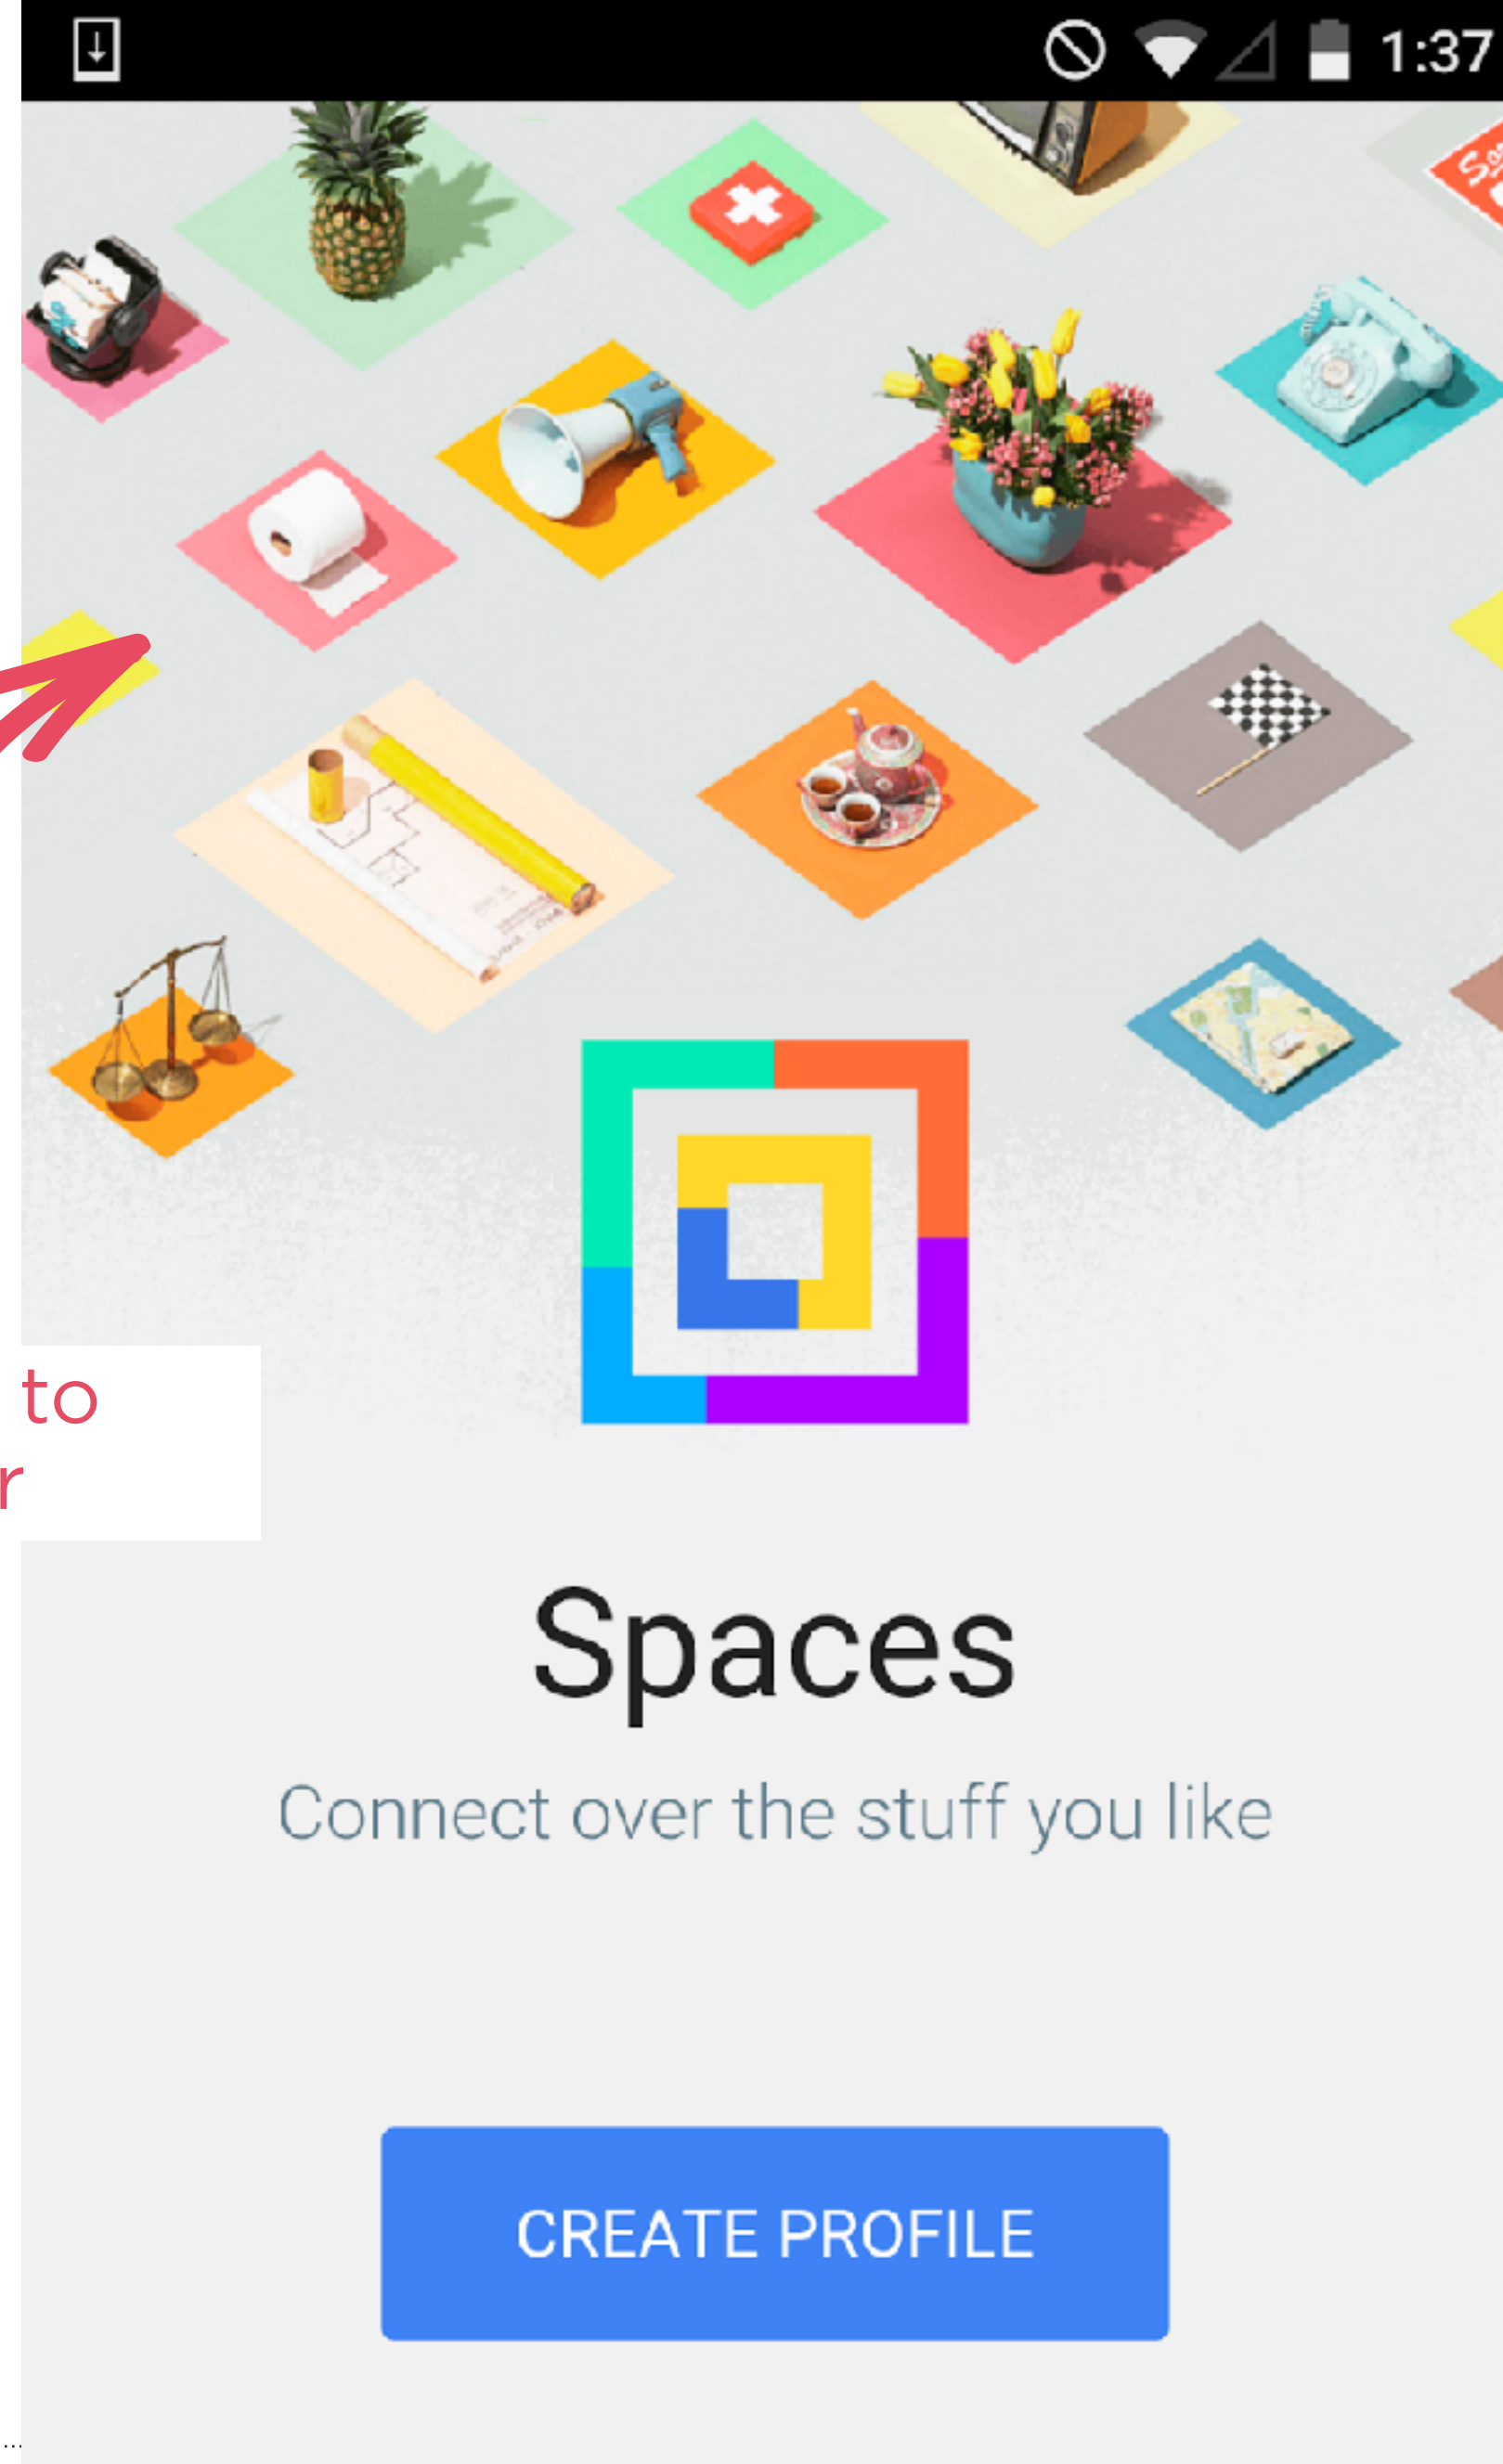 1:37
to
r
Spaces
Connect over the stuff you like
CREATE PROFILE
...